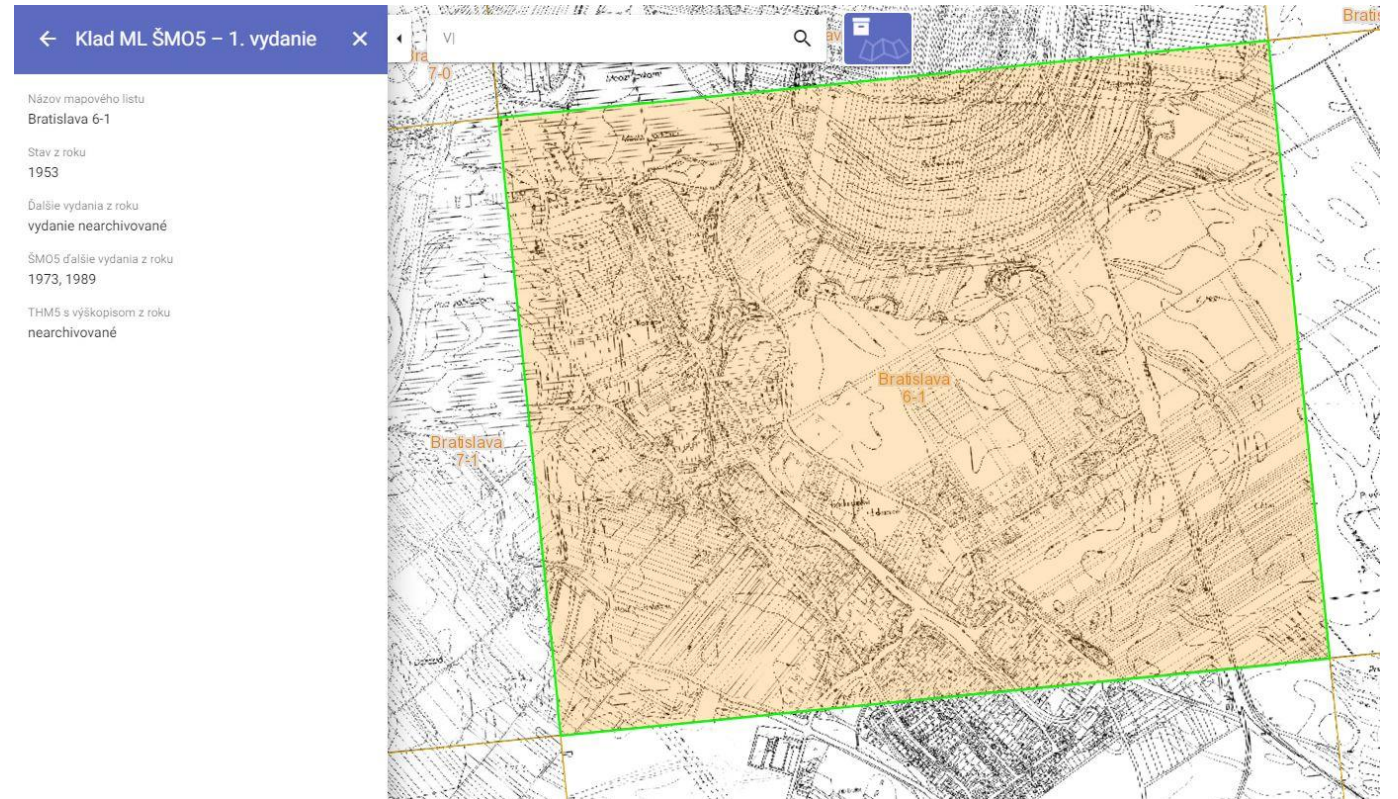 Klad ML ŠMO5 – 1. vydanie
Názov mapového listu
Bratislava 6-1
Stav z roku
1953
Ďalšie vydania z roku
vydanie nearchivované
ŠMO5 ďalšie vydania z roku
1973, 1989
THM5 s výškopisom z roku
nearchivované
V
7-0
Bratislava
6-1
Bratislava
7-1